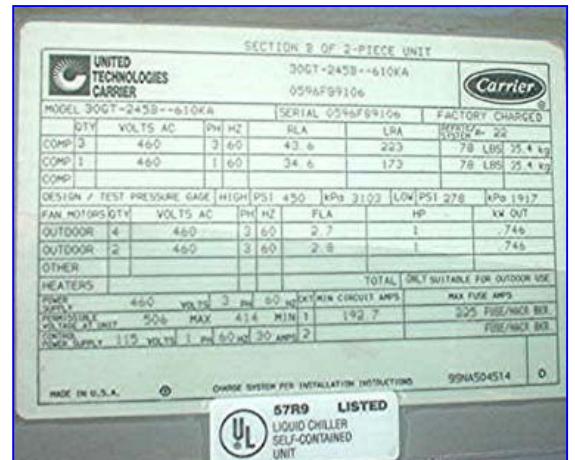 SECTION 2 OF 2-PIECE UNIT
UNITED
TECHNOLOGIES
CARRIER
30GT-245B--610KA
0596F89106
Carrier
MODEL 30GT-245B--610KA SERIAL 0596F89106 FACTORY CHARGED
QTY VOLTS AC PH HZ RLA LRA SYSTEM R- 22
COMP 3 460 3 60 43.6 223 78 LBS 35.4 kg
COMP 1 460 1 60 34.6 173 78 LBS 35.4 kg
COMP
DESIGN / TEST PRESSURE GAGE HIGH PSI 450 kPa 3103 LOW PSI 278 kPa 1917
FAN MOTORS QTY VOLTS AC PH HZ FLA HP KW OUT
OUTDOOR 4 460 3 60 2.7 1 .746
OUTDOOR 2 460 3 60 2.8 1 .746
OTHER
HEATERS TOTAL ONLY SUITABLE FOR OUTDOOR USE
POWER SUPPLY 460 VOLTS 3 PH 60 HZ CKT MIN CIRCUIT AMPS MAX FUSE AMPS
PERMISSIBLE VOLTAGE AT UNIT 506 MAX 414 MIN 1 192.7 225 FUSE/HACR BKR.
CONTROL POWER SUPPLY 115 VOLTS 1 PH 60 HZ 30 AMPS 2 FUSE/HACR BKR.
MADE IN U.S.A. CHARGE SYSTEM PER INSTALLATION INSTRUCTIONS 99NA504514 D
57R9 LISTED
UL LIQUID CHILLER
SELF-CONTAINED
UNIT